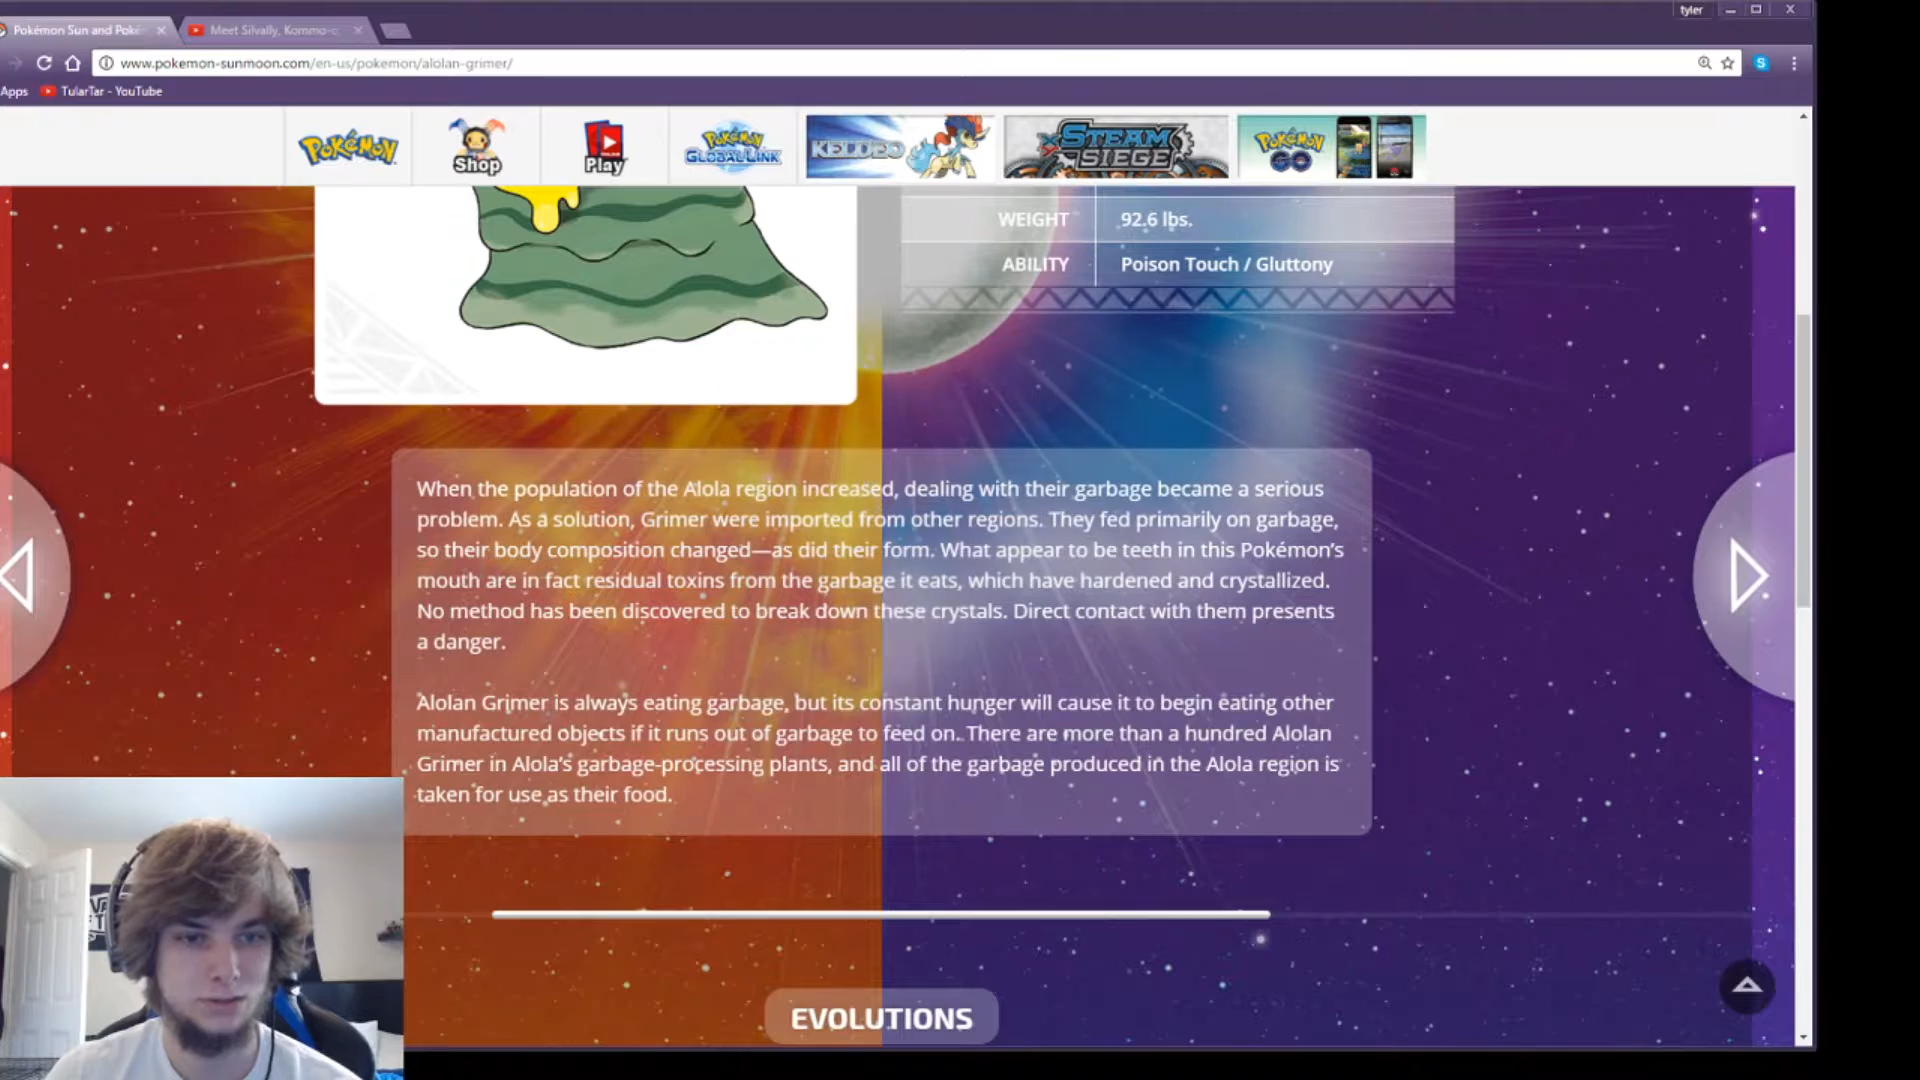 tyler
Pokémon Sun and Poké
Meet Silvally, Kommo-o
www.pokemon-sunmoon.com/en-us/pokemon/alolan-grimer/
Apps
TularTar - YouTube
Pokémon
Shop
Play
Pokémon Global Link
KELDEO
STEAM SIEGE
Pokémon GO
WEIGHT 92.6 lbs.
ABILITY Poison Touch / Gluttony
When the population of the Alola region increased, dealing with their garbage became a serious
problem. As a solution, Grimer were imported from other regions. They fed primarily on garbage,
so their body composition changed—as did their form. What appear to be teeth in this Pokémon's
mouth are in fact residual toxins from the garbage it eats, which have hardened and crystallized.
No method has been discovered to break down these crystals. Direct contact with them presents
a danger.
Alolan Grimer is always eating garbage, but its constant hunger will cause it to begin eating other
manufactured objects if it runs out of garbage to feed on. There are more than a hundred Alolan
Grimer in Alola's garbage-processing plants, and all of the garbage produced in the Alola region is
taken for use as their food.
EVOLUTIONS